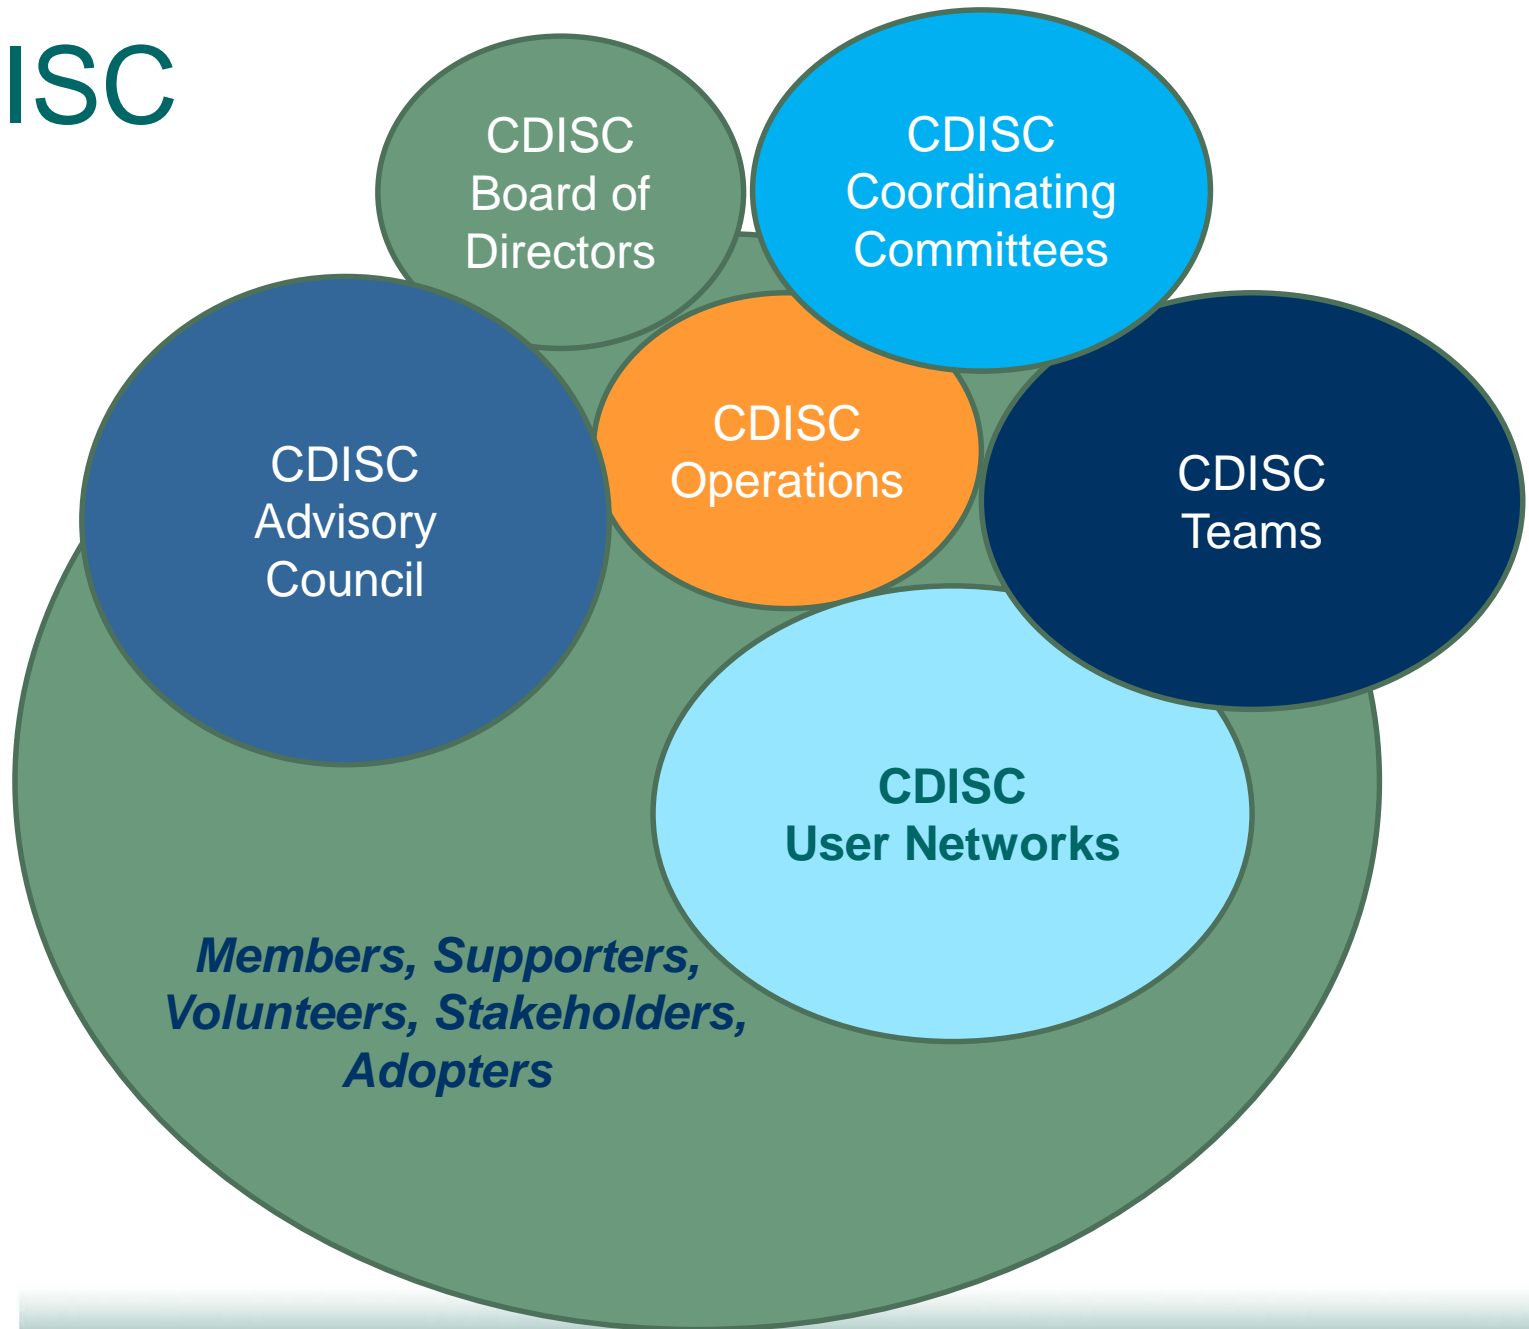 ISC
CDISC
Board of
Directors
CDISC
Coordinating
Committees
CDISC
Advisory
Council
CDISC
Operations
CDISC
Teams
CDISC
User Networks
Members, Supporters,
Volunteers, Stakeholders,
Adopters